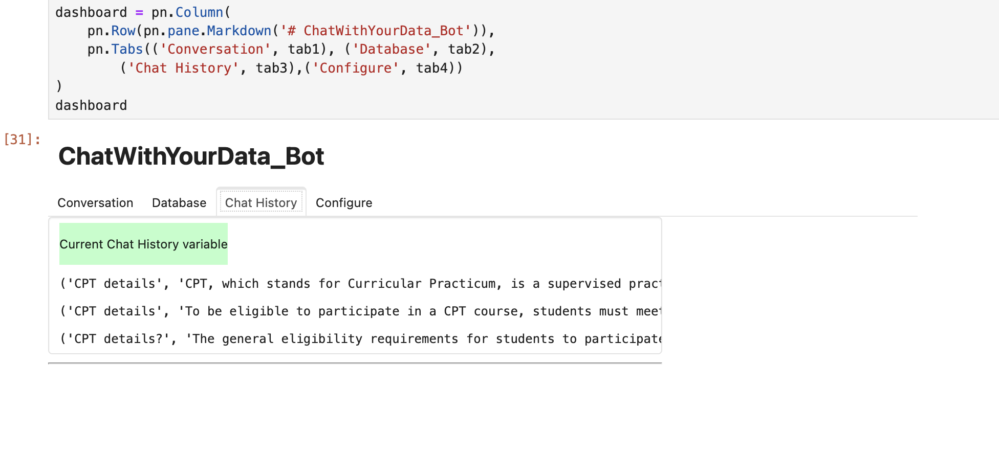 dashboard = pn.Column(
    pn.Row(pn.pane.Markdown('# ChatWithYourData_Bot')),
    pn.Tabs(('Conversation', tab1), ('Database', tab2),
        ('Chat History', tab3),('Configure', tab4))
)
dashboard
[31]:
ChatWithYourData_Bot
Conversation Database Chat History Configure
Current Chat History variable
('CPT details', 'CPT, which stands for Curricular Practicum, is a supervised pract
('CPT details', 'To be eligible to participate in a CPT course, students must meet
('CPT details?', 'The general eligibility requirements for students to participate